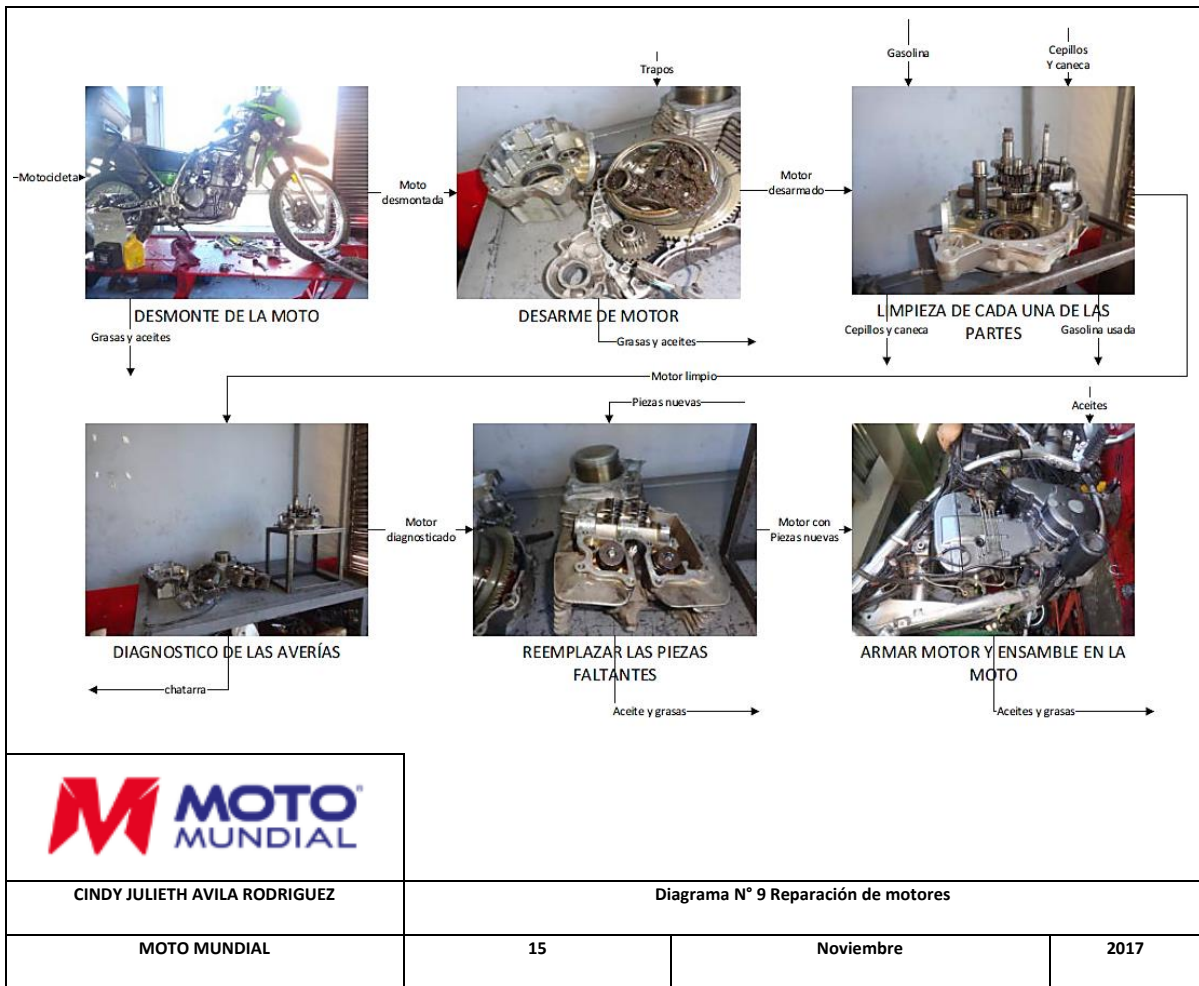 Gasolina
Cepillos
Y caneca
Trapos
Motocicleta
Moto
desmontada
Motor
desarmado
DESMONTE DE LA MOTO
DESARME DE MOTOR
LIMPIEZA DE CADA UNA DE LAS
PARTES
Grasas y aceites
Grasas y aceites
Cepillos y caneca
Gasolina usada
Motor limpio
Piezas nuevas
Aceites
Motor
diagnosticado
Motor con
Piezas nuevas
DIAGNOSTICO DE LAS AVERÍAS
REEMPLAZAR LAS PIEZAS
FALTANTES
ARMAR MOTOR Y ENSAMBLE EN LA
MOTO
chatarra
Aceite y grasas
Aceites y grasas
MOTO
MUNDIAL
CINDY JULIETH AVILA RODRIGUEZ
Diagrama N° 9 Reparación de motores
MOTO MUNDIAL
15
Noviembre
2017